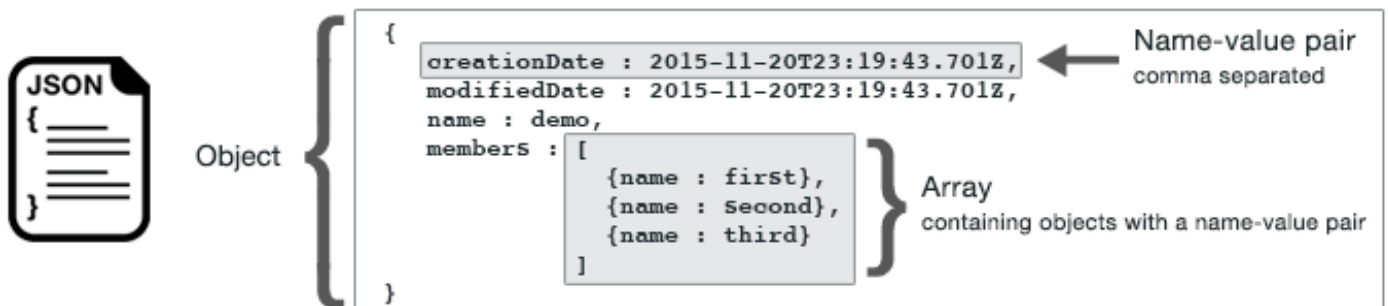 JSON
{
}
Object
{
creationDate : 2015-11-20T23:19:43.701Z,
modifiedDate : 2015-11-20T23:19:43.701Z,
name : demo,
members : [
{name : first},
{name : second},
{name : third}
]
}
Name-value pair
comma separated
Array
containing objects with a name-value pair